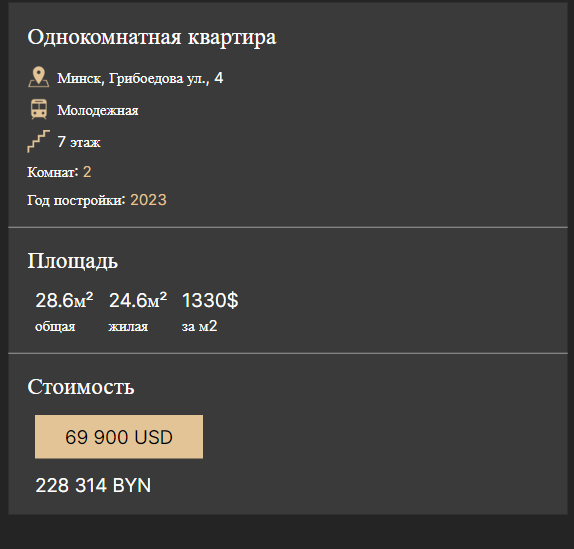 Однокомнатная квартира
Минск, Грибоедова ул., 4
Молодежная
7 этаж
Комнат: 2
Год постройки: 2023
Площадь
28.6м² 24.6м² 1330$
общая жилая за м2
Стоимость
69 900 USD
228 314 BYN